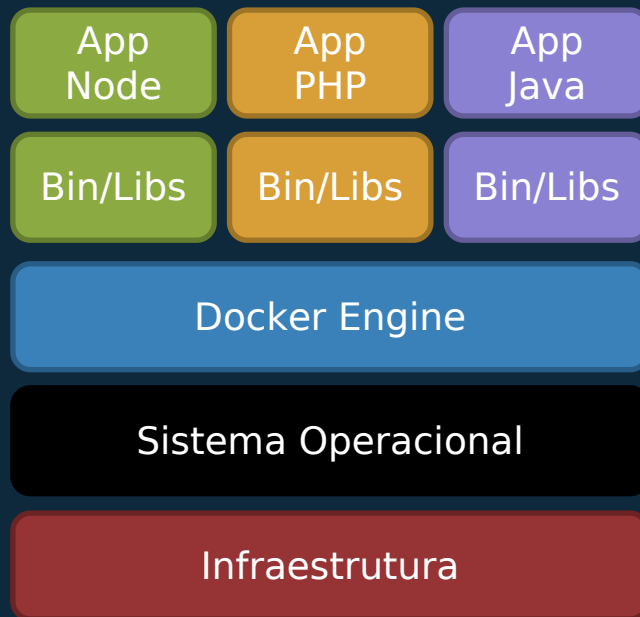 App
Node
App
PHP
App
Java
Bin/Libs
Bin/Libs
Bin/Libs
Docker Engine
Sistema Operacional
Infraestrutura